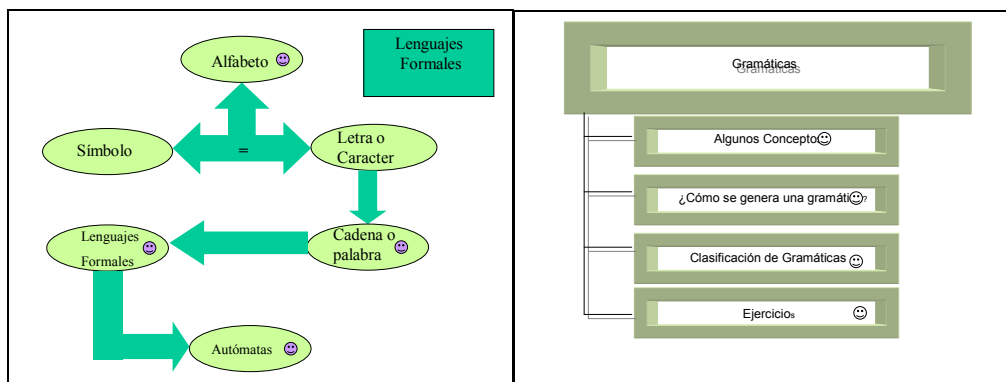 Alfabeto
Lenguajes
Formales
Símbolo
=
Letra o
Caracter
Lenguajes
Formales
Cadena o
palabra
Autómatas
Gramáticas
Gramáticas
Algunos Concepto
¿Cómo se genera una gramáti ?
Clasificación de Gramáticas
Ejercicios